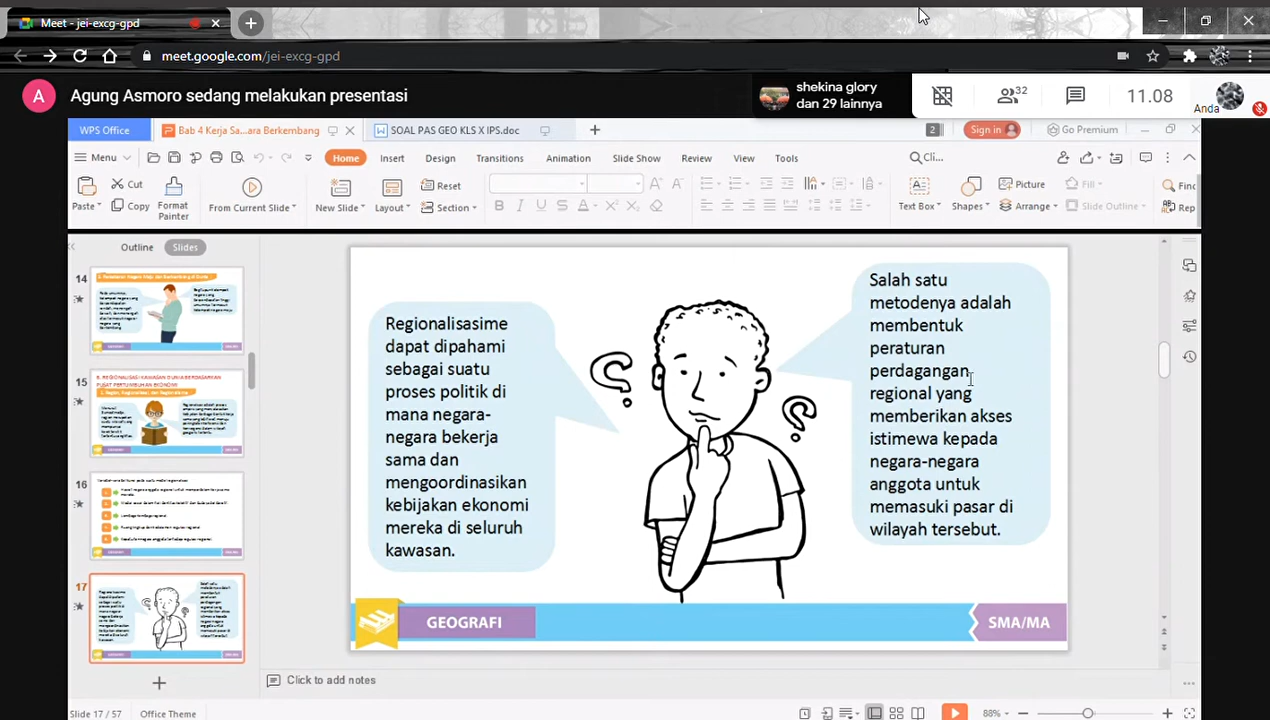 Meet - jei-excg-gpd
meet.google.com/jei-excg-gpd
A
Agung Asmoro sedang melakukan presentasi
shekina glory
dan 29 lainnya
32
11.08
Anda
WPS Office
Bab 4 Kerja Sa...ara Berkembang
SOAL PAS GEO KLS X IPS.doc
2
Sign in
Go Premium
Menu
Home
Insert
Design
Transitions
Animation
Slide Show
Review
View
Tools
Cli...
Paste
Cut
Copy
Format
Painter
From Current Slide
New Slide
Layout
Reset
Section
Text Box
Shapes
Picture
Arrange
Fill
Slide Outline
Find
Rep
Outline
Slides
14
15
16
17
Regionalisasime
dapat dipahami
sebagai suatu
proses politik di
mana negara-
negara bekerja
sama dan
mengoordinasikan
kebijakan ekonomi
mereka di seluruh
kawasan.
Salah satu
metodenya adalah
membentuk
peraturan
perdagangan
regional yang
memberikan akses
istimewa kepada
negara-negara
anggota untuk
memasuki pasar di
wilayah tersebut.
GEOGRAFI
SMA/MA
Click to add notes
Slide 17 / 57
Office Theme
88%